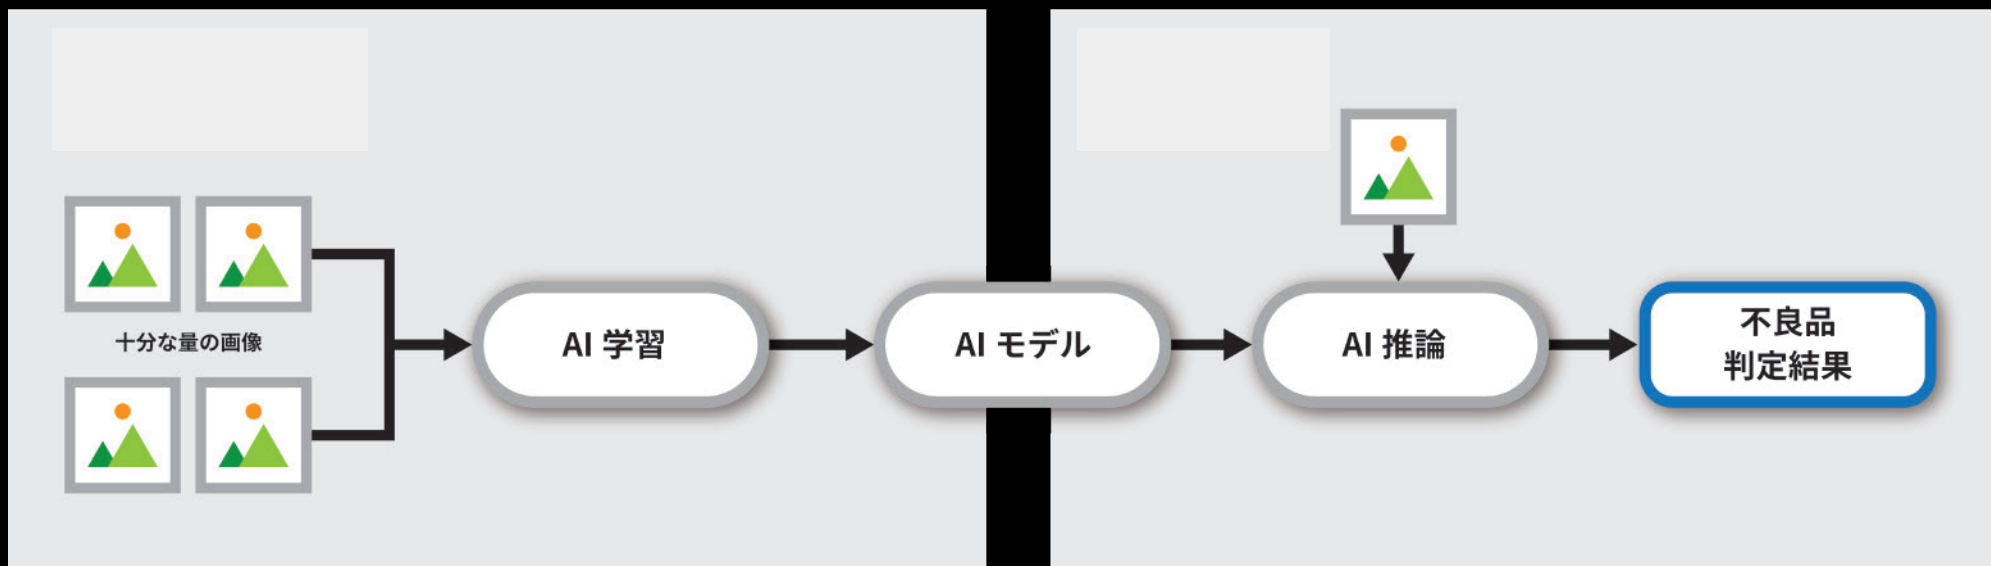 十分な量の画像
AI 学習
AI モデル
AI 推論
不良品
判定結果